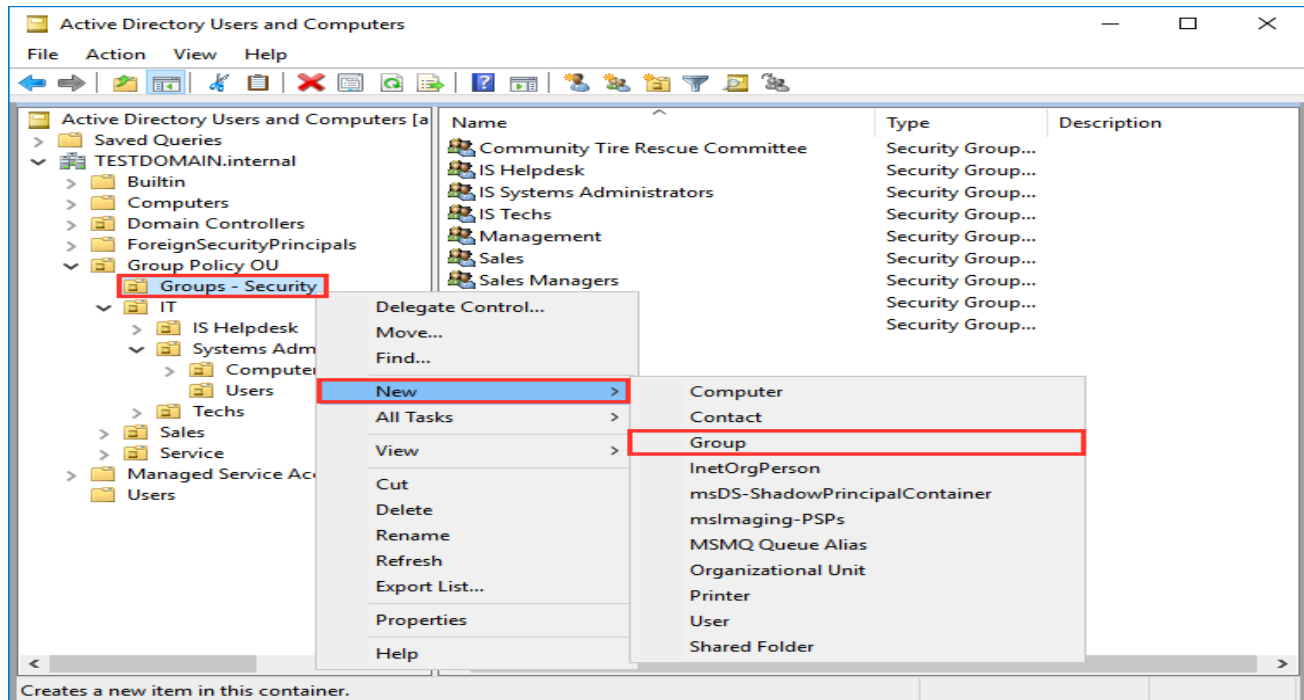 Active Directory Users and Computers
File Action View Help
Active Directory Users and Computers [a
Saved Queries
TESTDOMAIN.internal
Builtin
Computers
Domain Controllers
ForeignSecurityPrincipals
Group Policy OU
Groups - Security
IT
IS Helpdesk
Systems Adm
Computer
Users
Techs
Sales
Service
Managed Service Acc
Users
Name Type Description
Community Tire Rescue Committee Security Group...
IS Helpdesk Security Group...
IS Systems Administrators Security Group...
IS Techs Security Group...
Management Security Group...
Sales Security Group...
Sales Managers Security Group...
Security Group...
Security Group...
Delegate Control...
Move...
Find...
New >
All Tasks >
View >
Cut
Delete
Rename
Refresh
Export List...
Properties
Help
Computer
Contact
Group
InetOrgPerson
msDS-ShadowPrincipalContainer
msImaging-PSPs
MSMQ Queue Alias
Organizational Unit
Printer
User
Shared Folder
Creates a new item in this container.